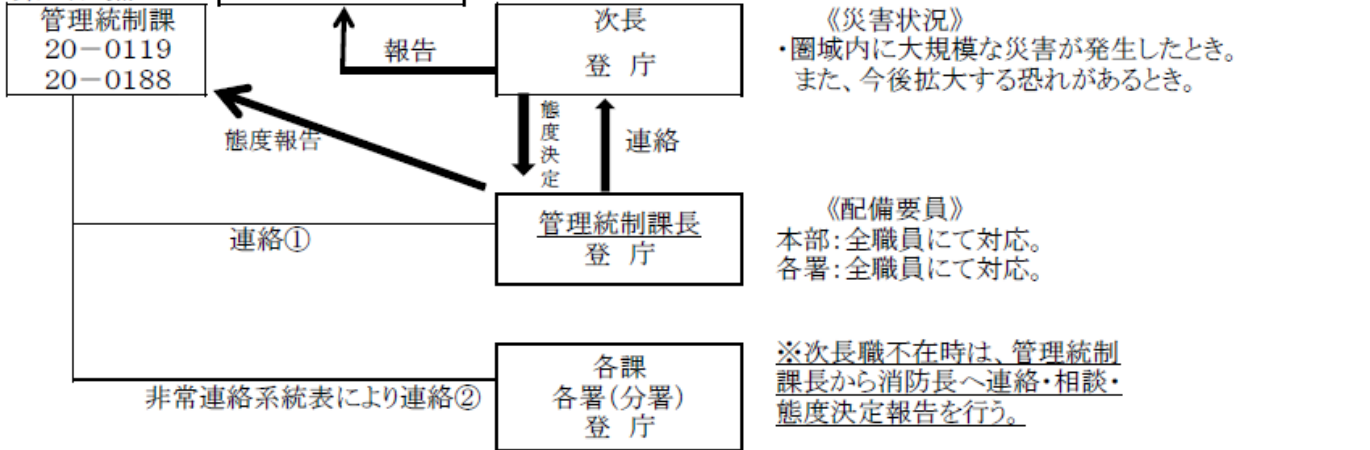 管理統制課
20－0119
20－0188
報告
次長
登 庁
《災害状況》
・圏域内に大規模な災害が発生したとき。
また、今後拡大する恐れがあるとき。
態度報告
態度決定
連絡
管理統制課長
登 庁
連絡①
《配備要員》
本部：全職員にて対応。
各署：全職員にて対応。
各課
各署（分署）
登 庁
非常連絡系統表により連絡②
※次長職不在時は、管理統制
課長から消防長へ連絡・相談・
態度決定報告を行う。